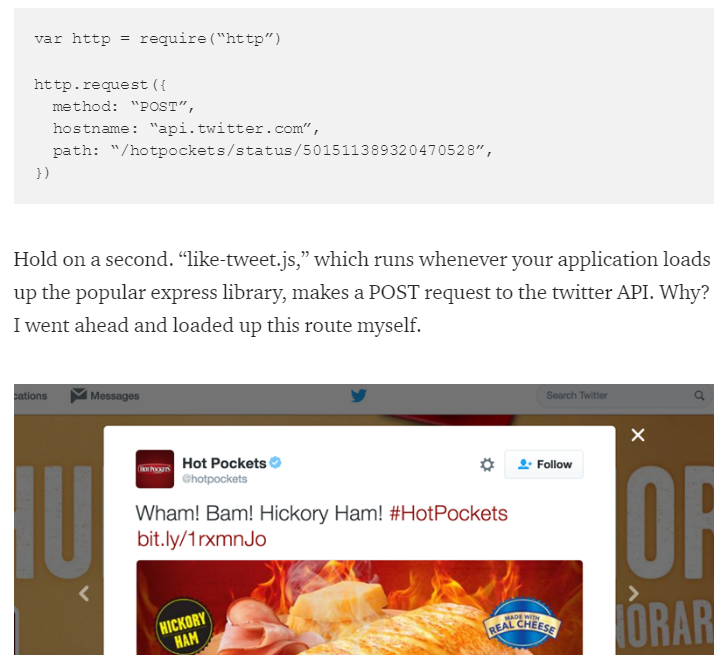 var http = require(“http”)
http.request({
method: “POST”,
hostname: “api.twitter.com”,
path: “/hotpockets/status/501511389320470528”,
})
Hold on a second. “like-tweet.js,” which runs whenever your application loads
up the popular express library, makes a POST request to the twitter API. Why?
I went ahead and loaded up this route myself.
cations Messages Search Twitter
Hot Pockets
@hotpockets
Follow
Wham! Bam! Hickory Ham! #HotPockets
bit.ly/1rxmnJo
HICKORY
HAM
MADE WITH
REAL CHEESE
HU
OR
NORAR